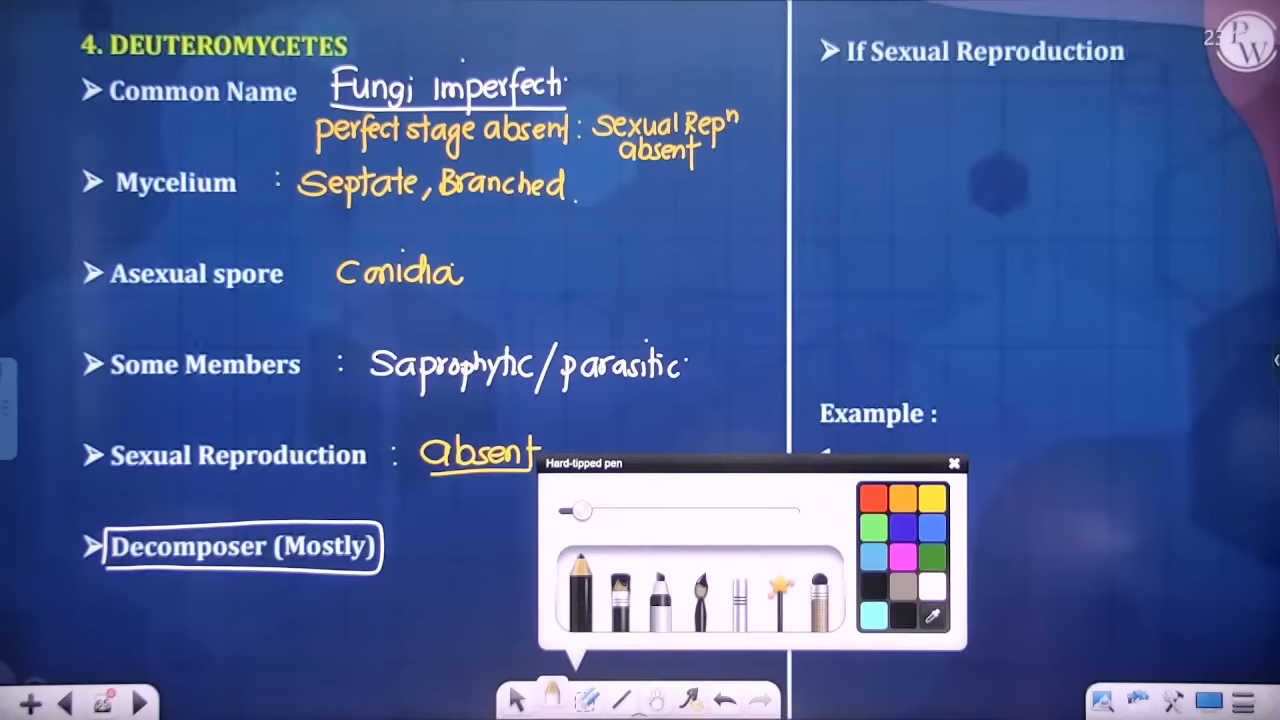 4. DEUTEROMYCETES
➤ Common Name Fungi Imperfecti
perfect stage absent : Sexual Repⁿ absent
➤ Mycelium : Septate, Branched
➤ Asexual spore Conidia
➤ Some Members : Saprophytic/parasitic
➤ Sexual Reproduction : absent
➤ Decomposer (Mostly)
➤ If Sexual Reproduction
Example :
Hard-tipped pen
23
PW